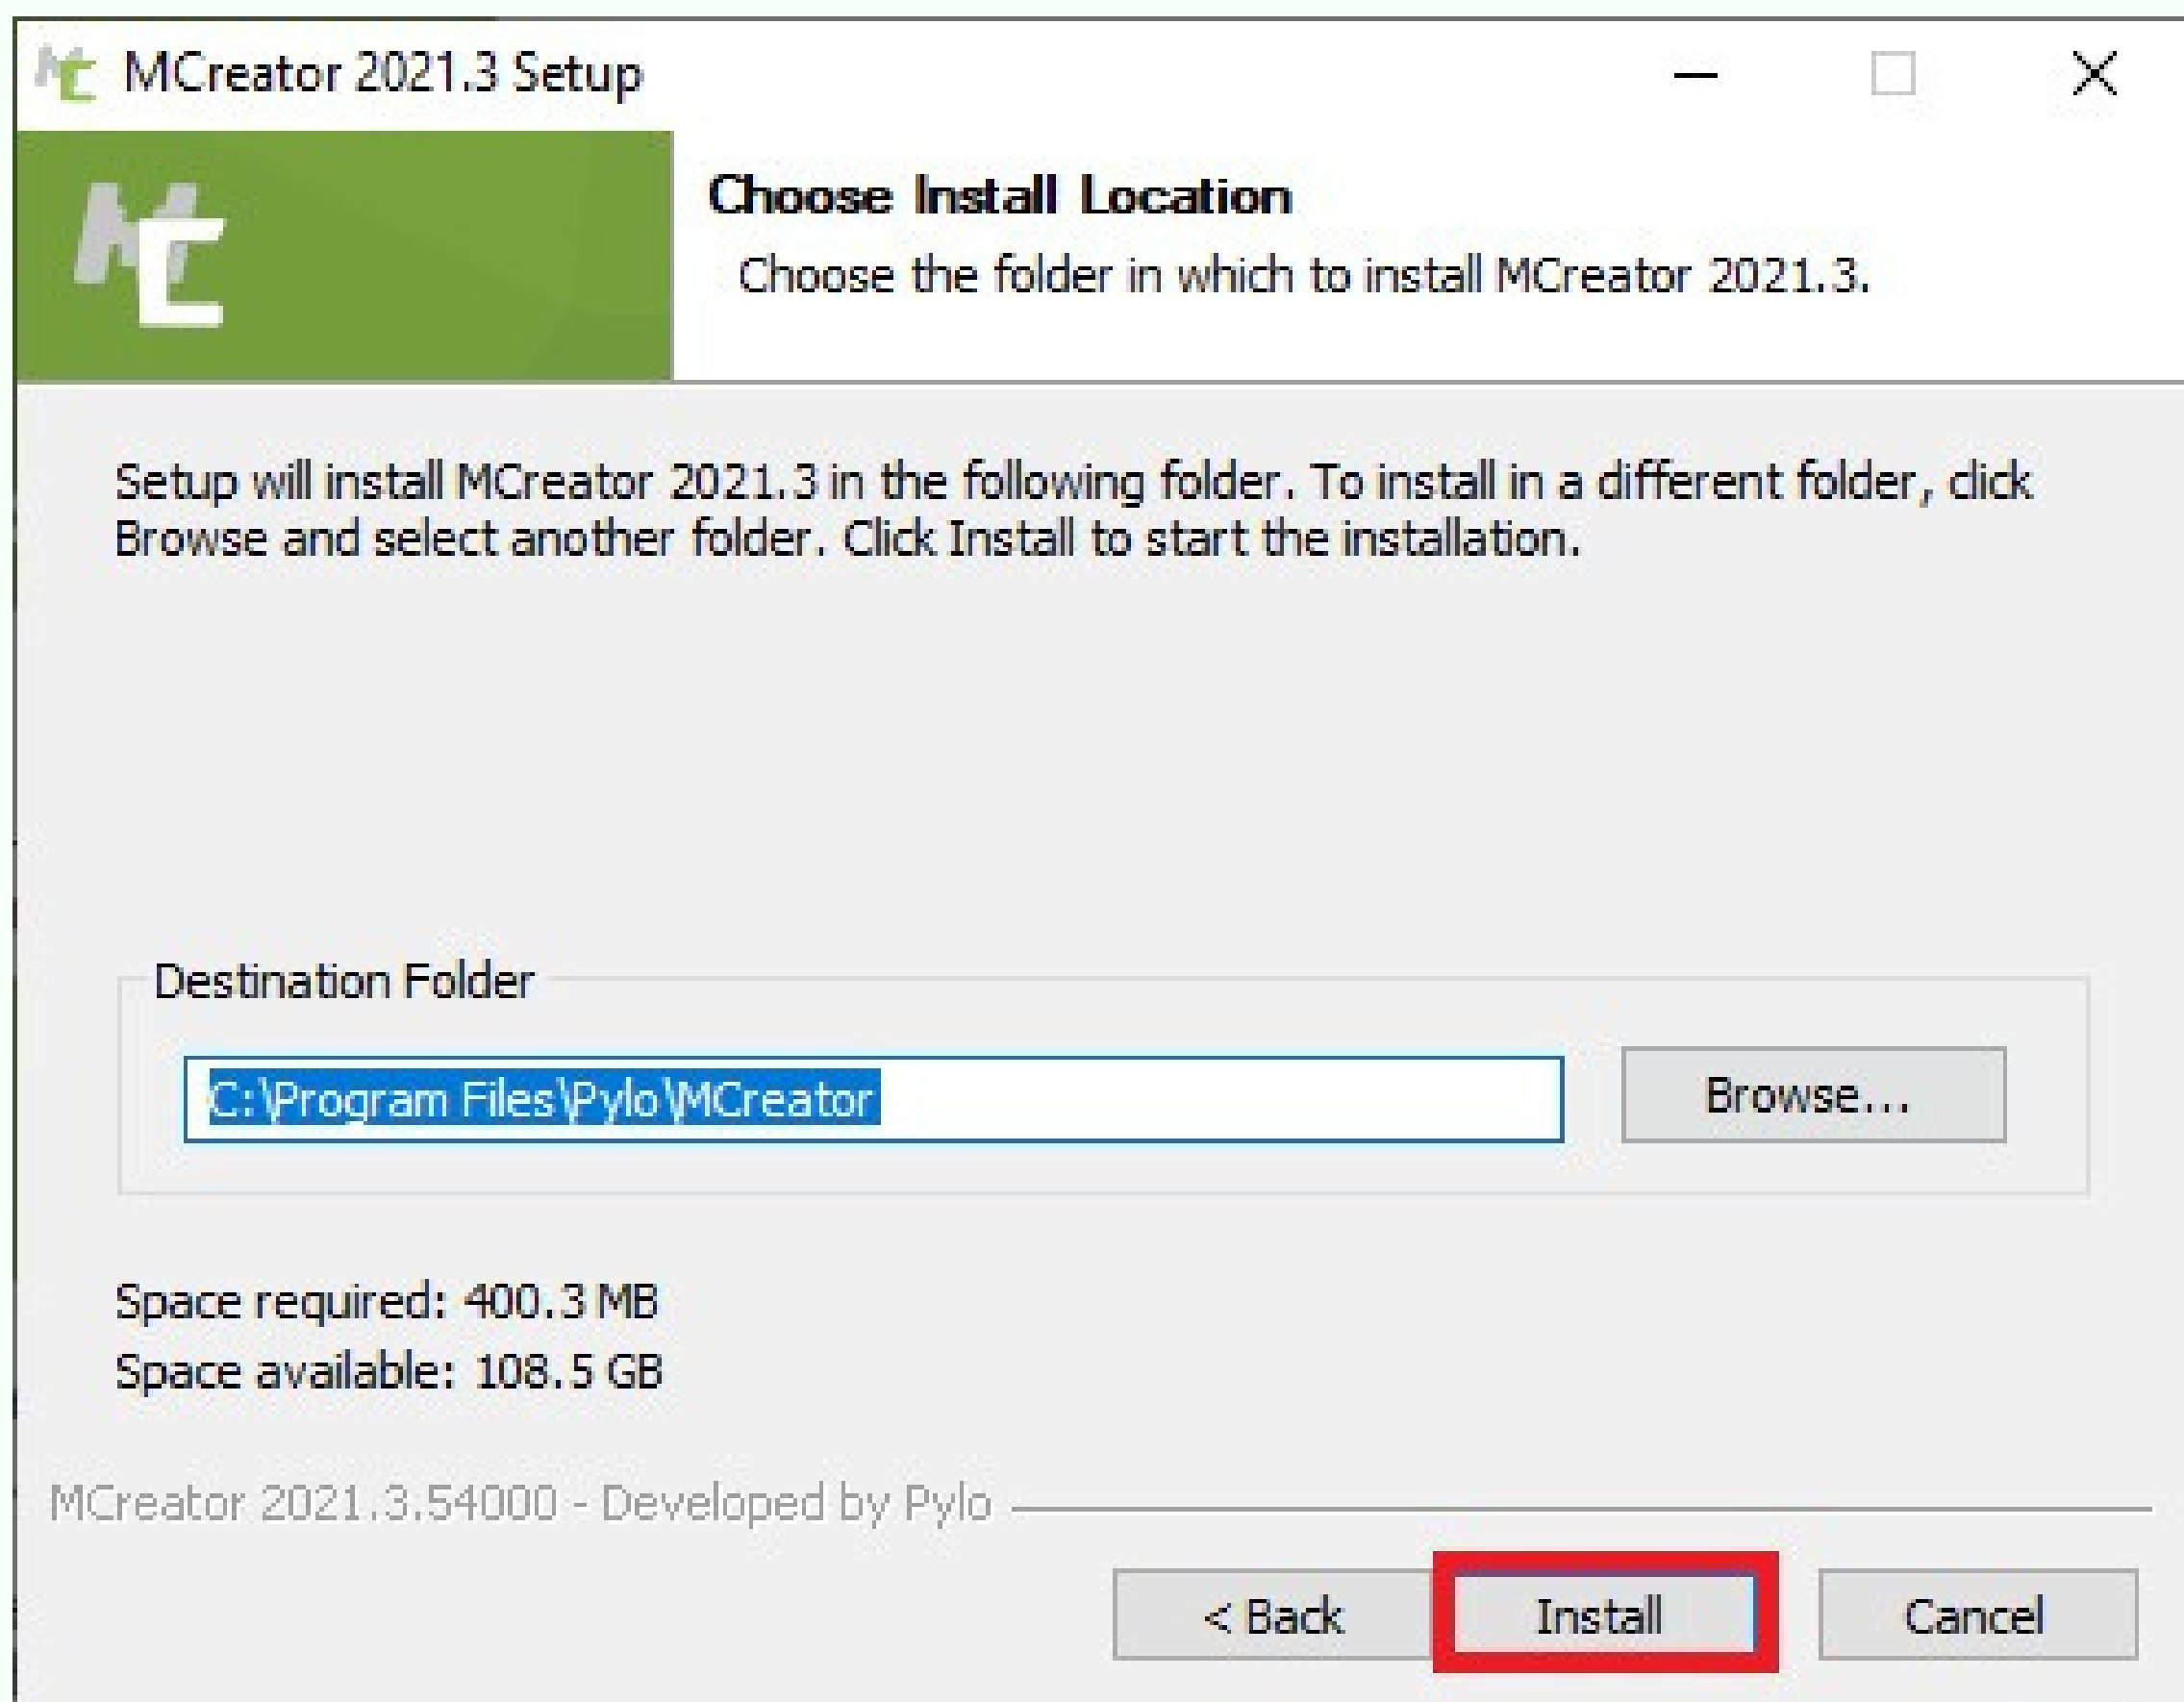 MCreator 2021.3 Setup
MC
Choose Install Location
Choose the folder in which to install MCreator 2021.3.
Setup will install MCreator 2021.3 in the following folder. To install in a different folder, click
Browse and select another folder. Click Install to start the installation.
Destination Folder
C:\Program Files\Pylo\MCreator
Browse...
Space required: 400.3 MB
Space available: 108.5 GB
MCreator 2021.3.54000 - Developed by Pylo
< Back
Install
Cancel